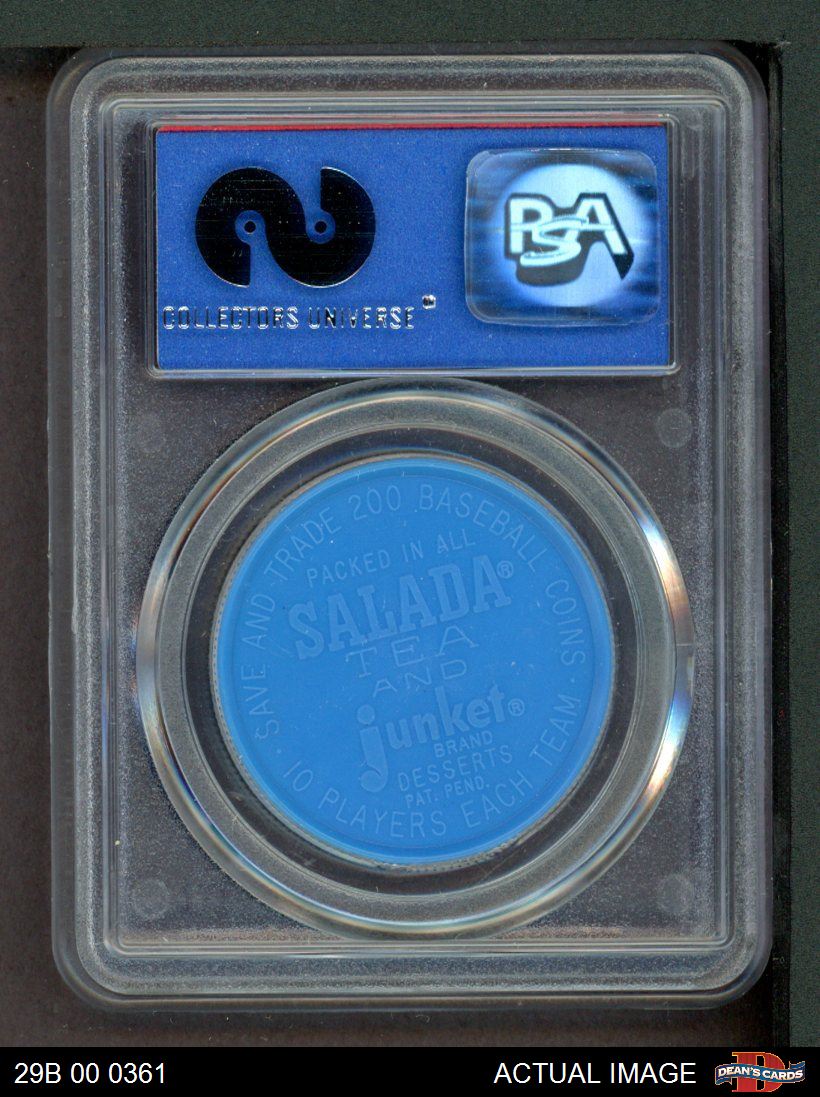 COLLECTORS UNIVERSE
PSA
· SAVE AND TRADE 200 BASEBALL COINS ·
10 PLAYERS EACH TEAM
PACKED IN ALL
SALADA®
TEA
AND
junket®
BRAND
DESSERTS
PAT. PEND.
29B 00 0361
ACTUAL IMAGE
DEAN'S CARDS